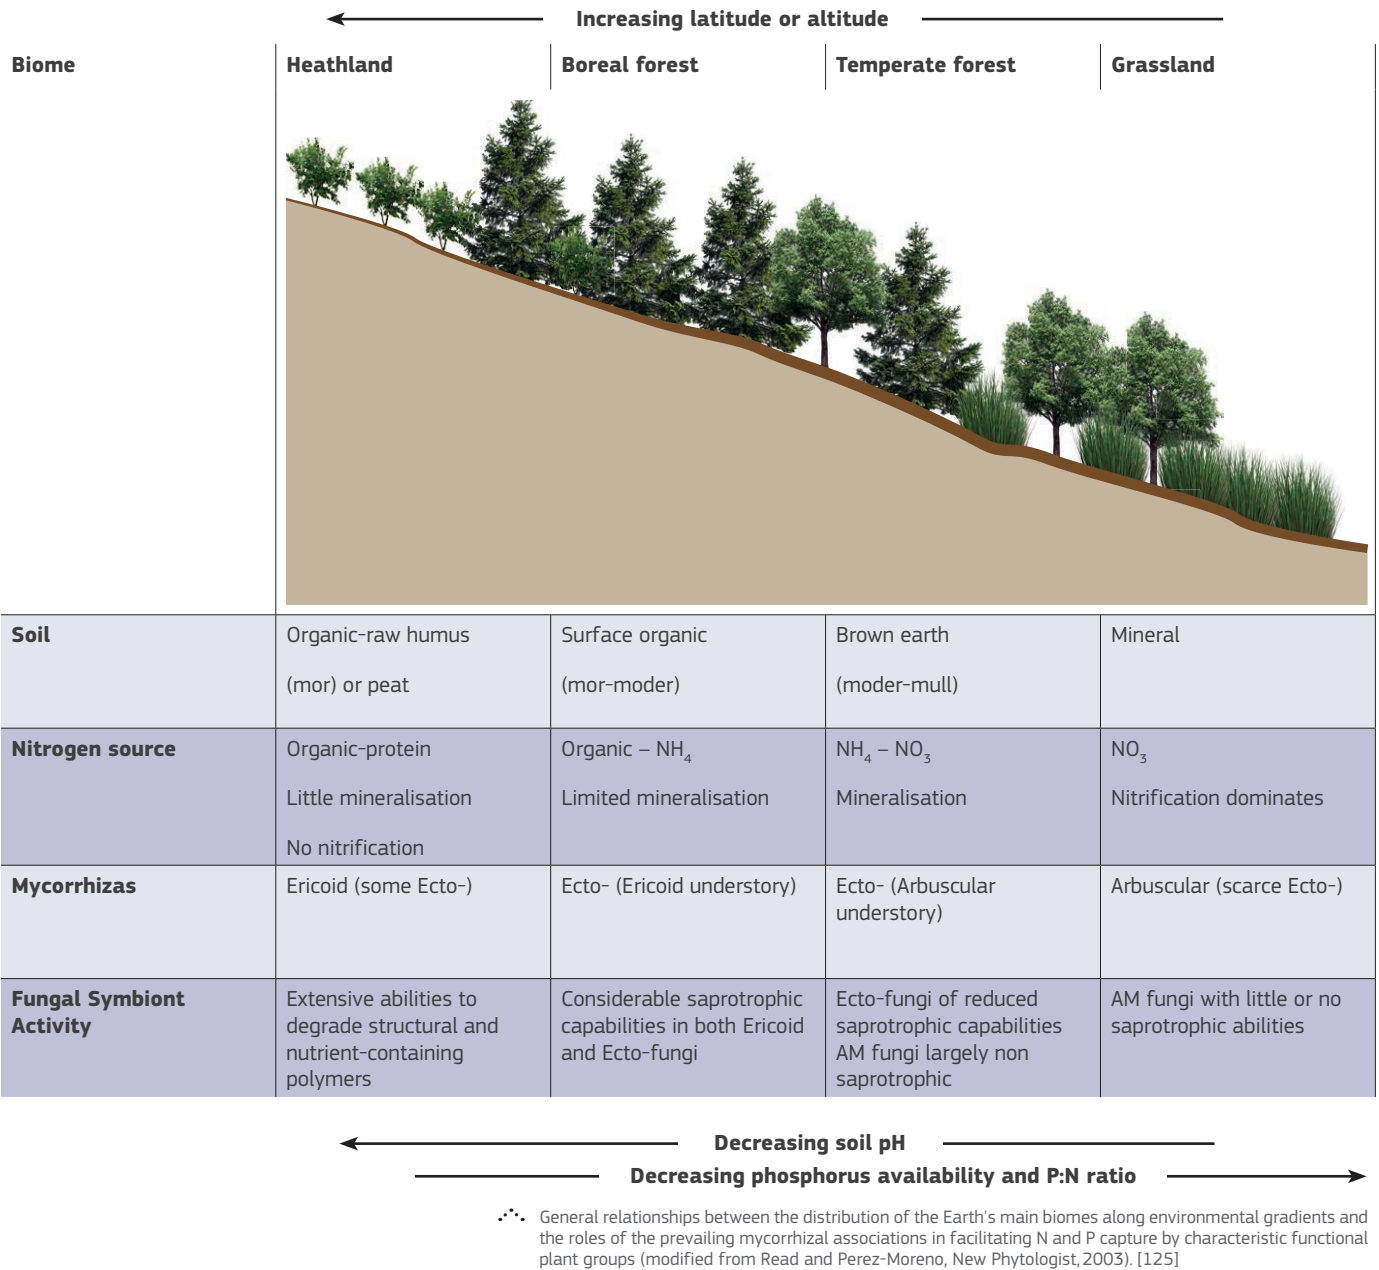 Increasing latitude or altitude
Biome
Heathland
Boreal forest
Temperate forest
Grassland
Soil
Organic-raw humus
(mor) or peat
Surface organic
(mor-moder)
Brown earth
(moder-mull)
Mineral
Nitrogen source
Organic-protein
Little mineralisation
No nitrification
Organic – NH₄
Limited mineralisation
NH₄ – NO₃
Mineralisation
NO₃
Nitrification dominates
Mycorrhizas
Ericoid (some Ecto-)
Ecto- (Ericoid understory)
Ecto- (Arbuscular
understory)
Arbuscular (scarce Ecto-)
Fungal Symbiont
Activity
Extensive abilities to
degrade structural and
nutrient-containing
polymers
Considerable saprotrophic
capabilities in both Ericoid
and Ecto-fungi
Ecto-fungi of reduced
saprotrophic capabilities
AM fungi largely non
saprotrophic
AM fungi with little or no
saprotrophic abilities
Decreasing soil pH
Decreasing phosphorus availability and P:N ratio
General relationships between the distribution of the Earth's main biomes along environmental gradients and
the roles of the prevailing mycorrhizal associations in facilitating N and P capture by characteristic functional
plant groups (modified from Read and Perez-Moreno, New Phytologist, 2003). [125]